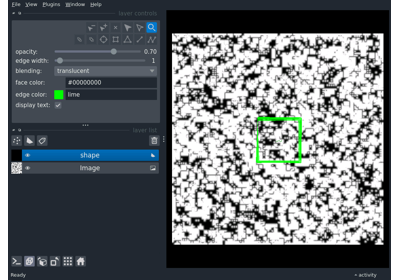 File View Plugins Window Help
layer controls
opacity: 0.70
edge width: 1
blending: translucent
face color: #00000000
edge color: lime
display text:
layer list
shape
Image
Ready
activity